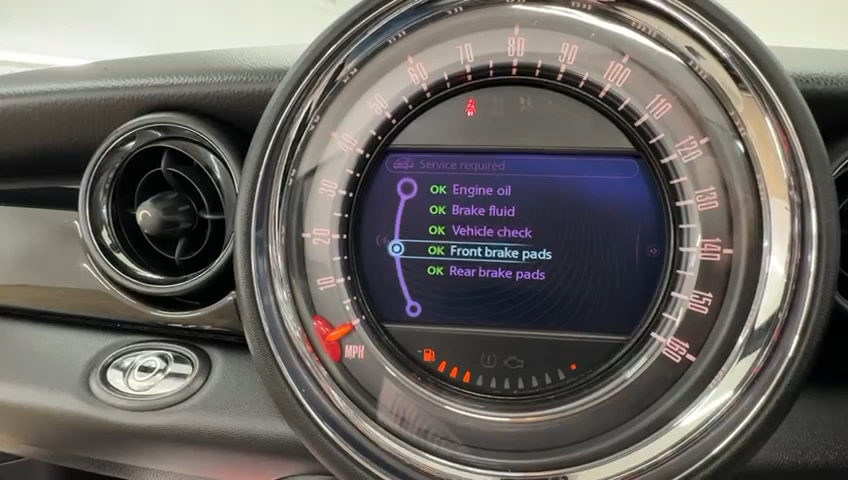 80
70
90
60
100
50
110
40
120
30
130
20
140
10
150
160
MPH
Service required
OK Engine oil
OK Brake fluid
OK Vehicle check
OK Front brake pads
OK Rear brake pads